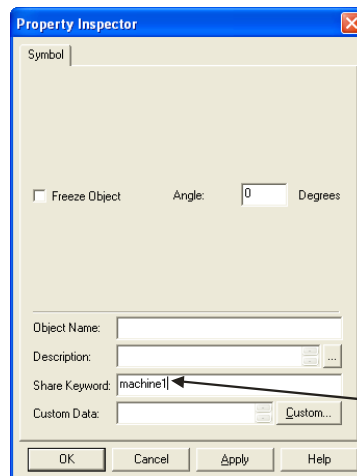 Property Inspector
Symbol
Freeze Object Angle: 0 Degrees
Object Name:
Description: ...
Share Keyword: machine1
Custom Data: Custom...
OK Cancel Apply Help